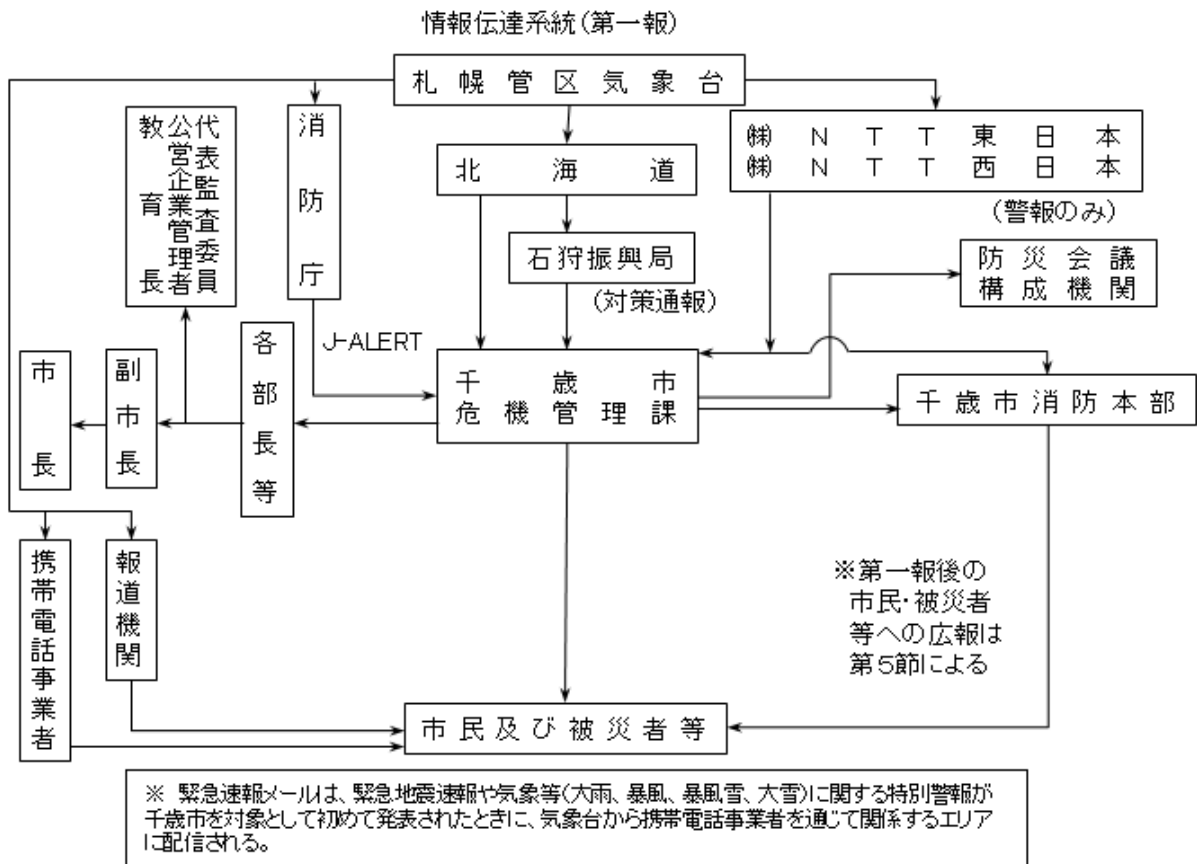 情報伝達系統(第一報)
札幌管区気象台
消防庁
代表監査委員
公営企業管理者
教育長
北海道
㈱NTT東日本
㈱NTT西日本
(警報のみ)
石狩振興局
(対策通報)
防災会議
構成機関
J-ALERT
各部長等
副市長
市長
千歳市
危機管理課
千歳市消防本部
携帯電話事業者
報道機関
※第一報後の
市民・被災者
等への広報は
第5節による
市民及び被災者等
※ 緊急速報メールは、緊急地震速報や気象等(大雨、暴風、暴風雪、大雪)に関する特別警報が
千歳市を対象として初めて発表されたときに、気象台から携帯電話事業者を通じて関係するエリア
に配信される。